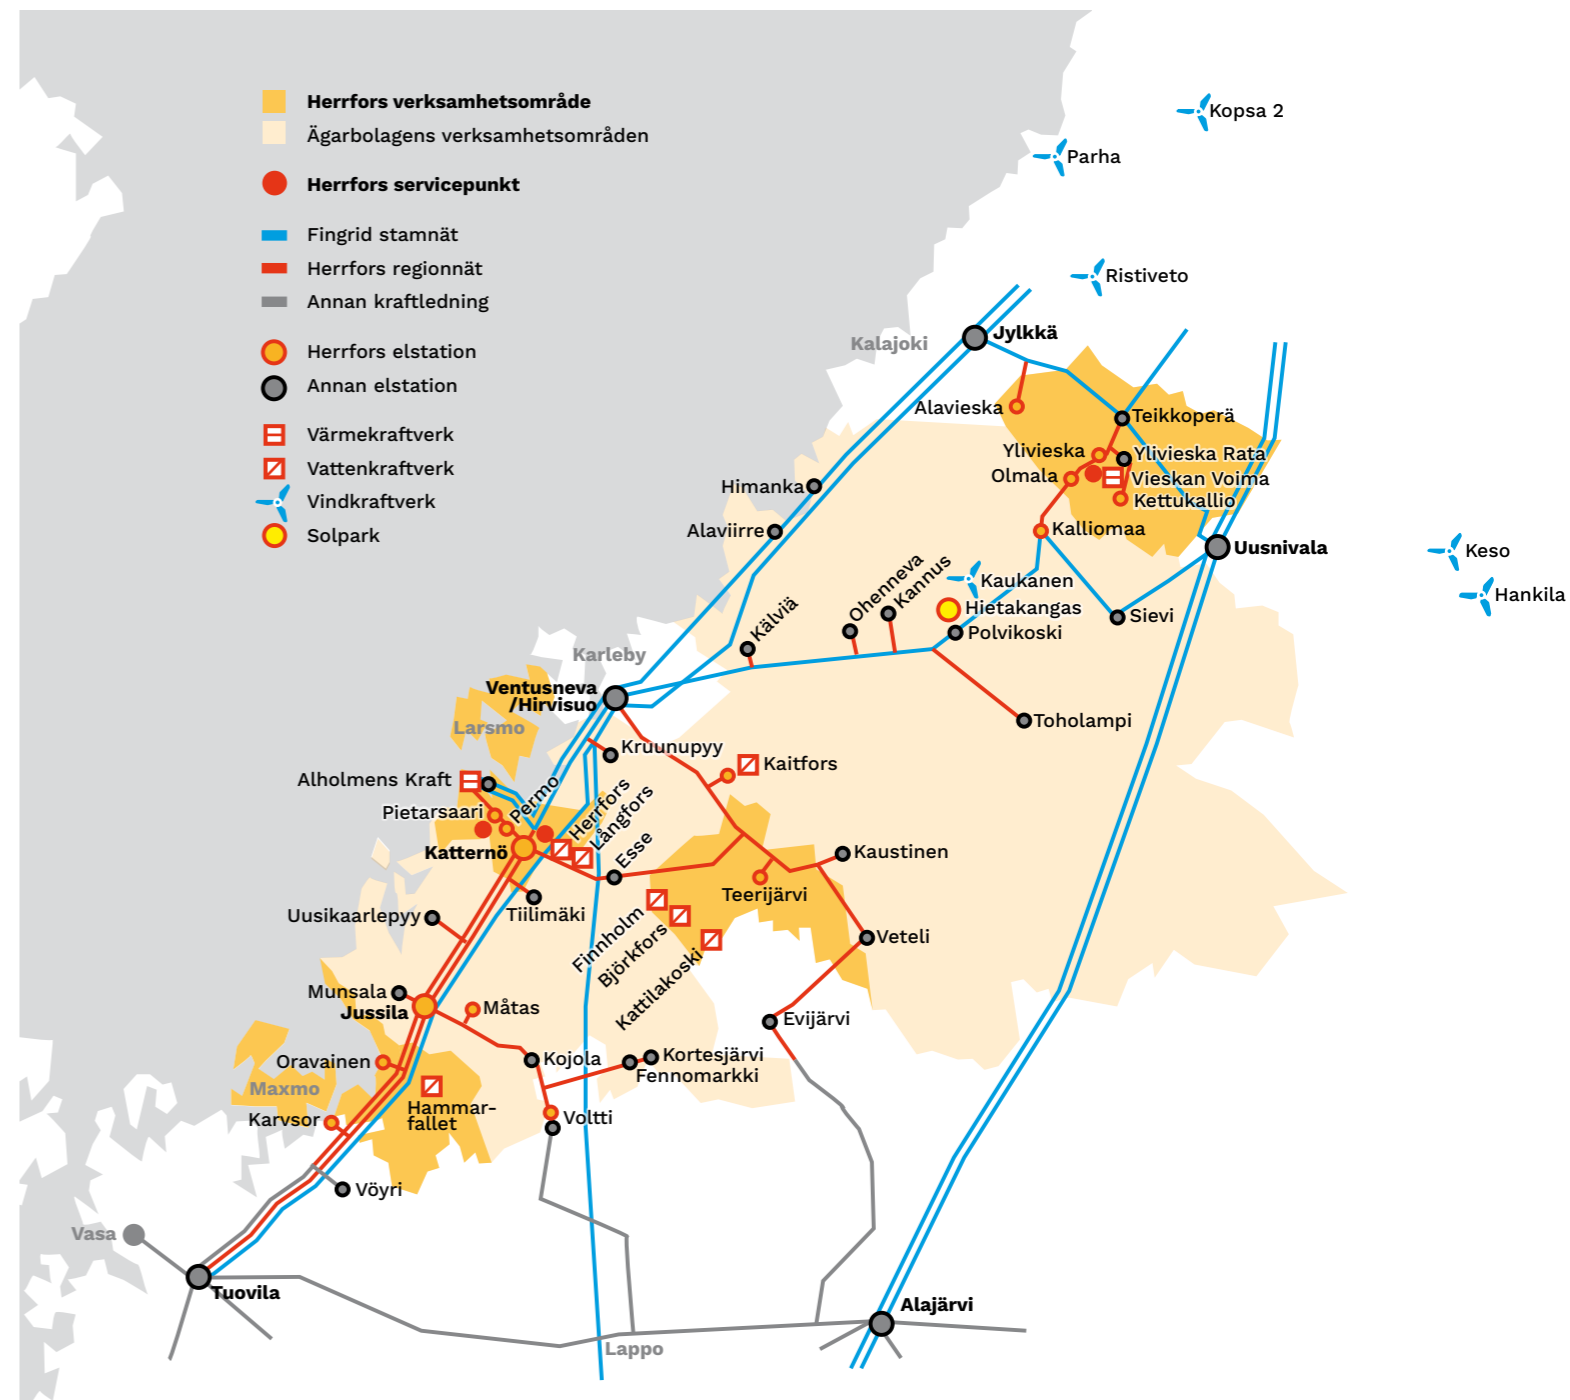 Herrfors verksamhetsområde
Ägarbolagens verksamhetsområden
Herrfors servicepunkt
Fingrid stamnät
Herrfors regionnät
Annan kraftledning
Herrfors elstation
Annan elstation
Värmekraftverk
Vattenkraftverk
Vindkraftverk
Solpark
Kopsa 2
Parha
Ristiveto
Jylkkä
Kalajoki
Alavieska
Teikkoperä
Ylivieska
Ylivieska Rata
Olmala
Vieskan Voima
Kettukallio
Himanka
Alaviirre
Kalliomaa
Uusnivala
Keso
Hankila
Kaukanen
Hietakangas
Polvikoski
Sievi
Ohenneva
Kannus
Kälviä
Karleby
Ventusneva
/Hirvisuo
Toholampi
Larsmo
Kruunupyy
Kaitfors
Alholmens Kraft
Pietarsaari
Permo
Herrfors
Långfors
Esse
Katternö
Kaustinen
Teerijärvi
Tiilimäki
Uusikaarlepyy
Finnholm
Björkfors
Kattilakoski
Veteli
Munsala
Jussila
Måtas
Evijärvi
Oravainen
Kojola
Kortesjärvi
Fennomarkki
Maxmo
Hammar-
fallet
Karvsor
Voltti
Vöyri
Vasa
Tuovila
Alajärvi
Lappo